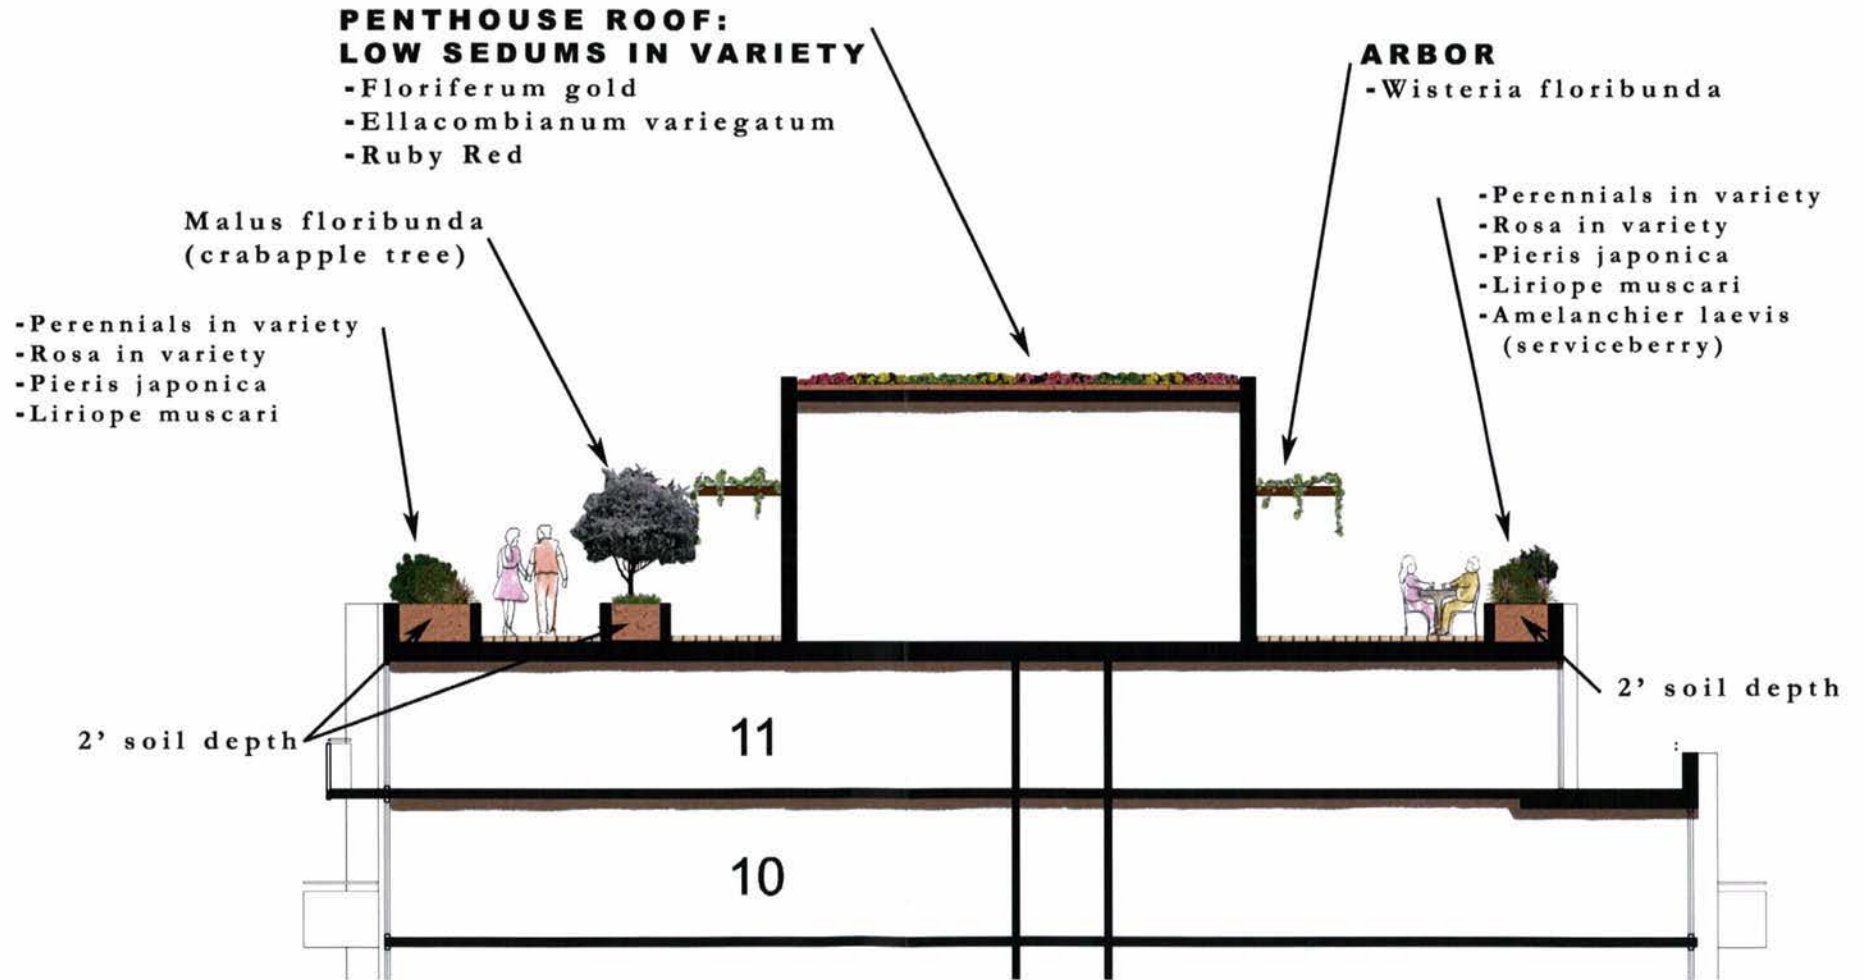 PENTHOUSE ROOF:
LOW SEDUMS IN VARIETY
-Floriferum gold
-Ellacombianum variegatum
-Ruby Red
ARBOR
-Wisteria floribunda
Malus floribunda
(crabapple tree)
-Perennials in variety
-Rosa in variety
-Pieris japonica
-Liriope muscari
-Perennials in variety
-Rosa in variety
-Pieris japonica
-Liriope muscari
-Amelanchier laevis
(serviceberry)
2’ soil depth
2’ soil depth
11
10